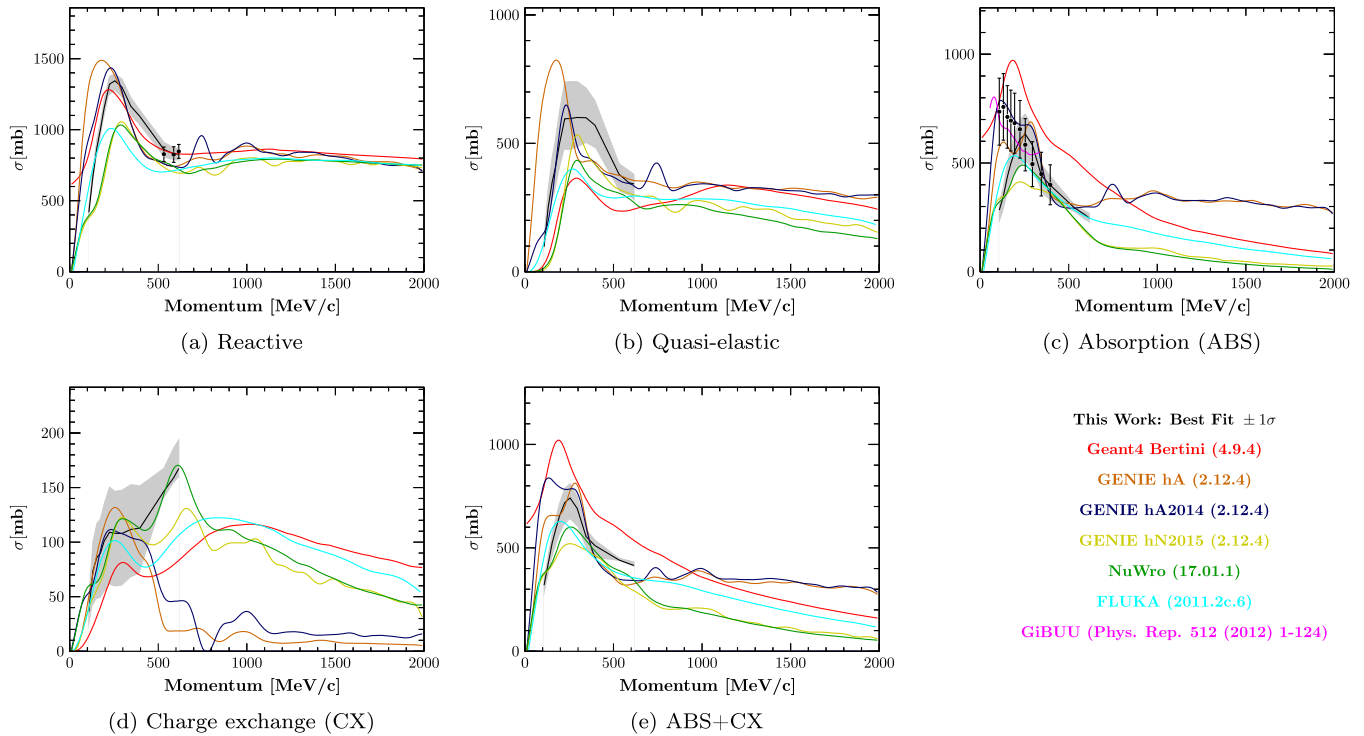 1500
1000
500
0
σ[mb]
0 500 1000 1500 2000
Momentum [MeV/c]
(a) Reactive
1000
500
0
σ[mb]
0 500 1000 1500 2000
Momentum [MeV/c]
(b) Quasi-elastic
1000
500
0
σ[mb]
0 500 1000 1500 2000
Momentum [MeV/c]
(c) Absorption (ABS)
200
150
100
50
0
σ[mb]
0 500 1000 1500 2000
Momentum [MeV/c]
(d) Charge exchange (CX)
1000
500
0
σ[mb]
0 500 1000 1500 2000
Momentum [MeV/c]
(e) ABS+CX
This Work: Best Fit ±1σ
Geant4 Bertini (4.9.4)
GENIE hA (2.12.4)
GENIE hA2014 (2.12.4)
GENIE hN2015 (2.12.4)
NuWro (17.01.1)
FLUKA (2011.2c.6)
GiBUU (Phys. Rep. 512 (2012) 1-124)